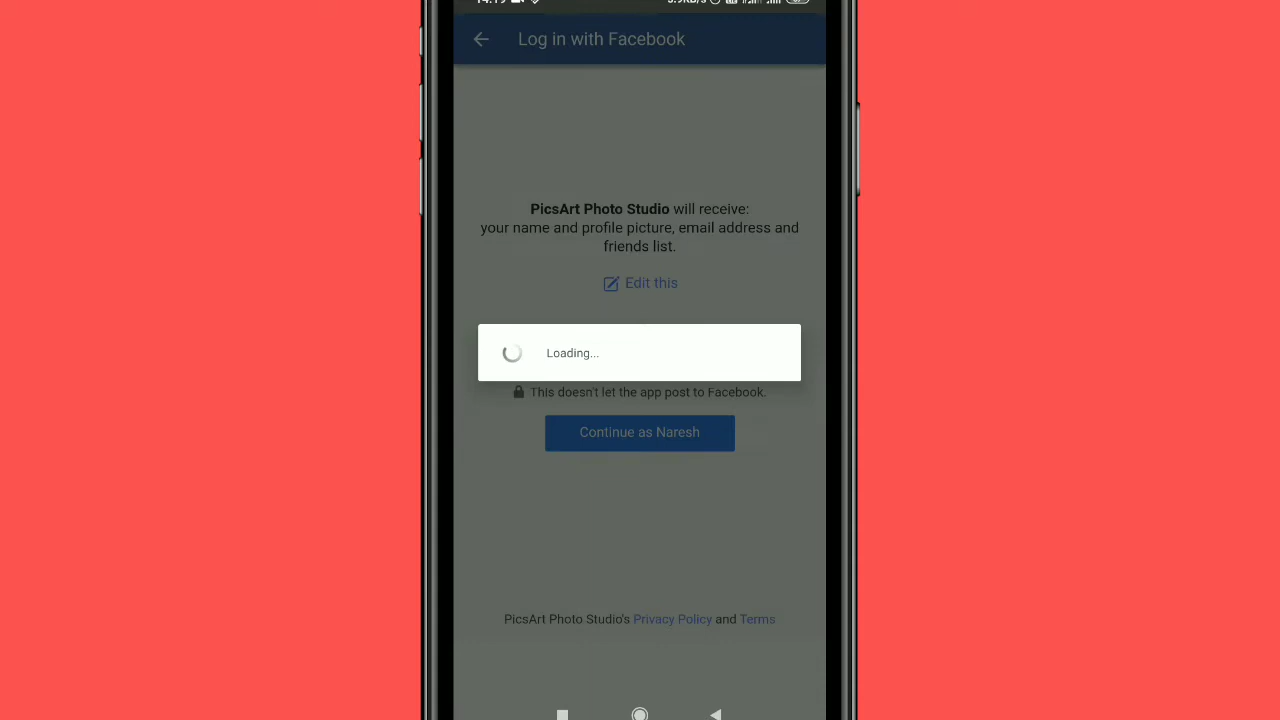 Log in with Facebook
PicsArt Photo Studio will receive:
your name and profile picture, email address and
friends list.
Edit this
Loading...
This doesn't let the app post to Facebook.
Continue as Naresh
PicsArt Photo Studio's Privacy Policy and Terms